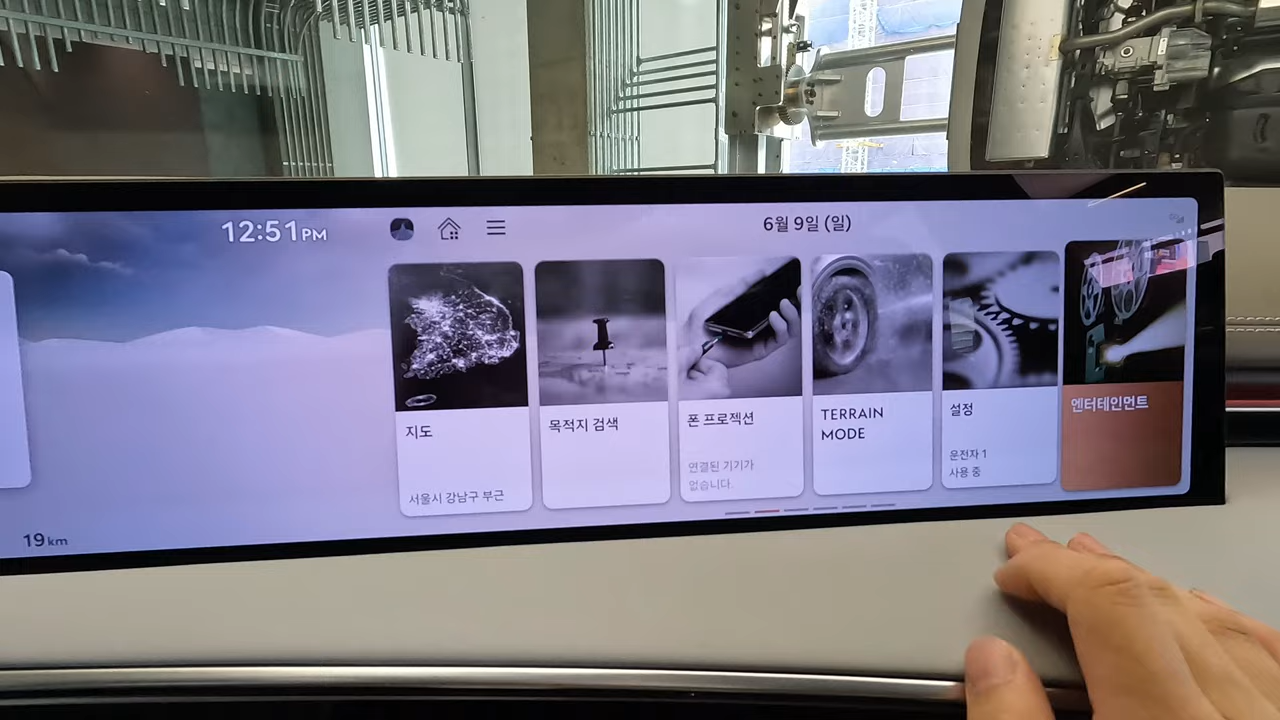 12:51PM
6월 9일 (일)
지도
서울시 강남구 부근
목적지 검색
폰 프로젝션
연결된 기기가
없습니다.
TERRAIN
MODE
설정
운전자 1
사용 중
엔터테인먼트
19km